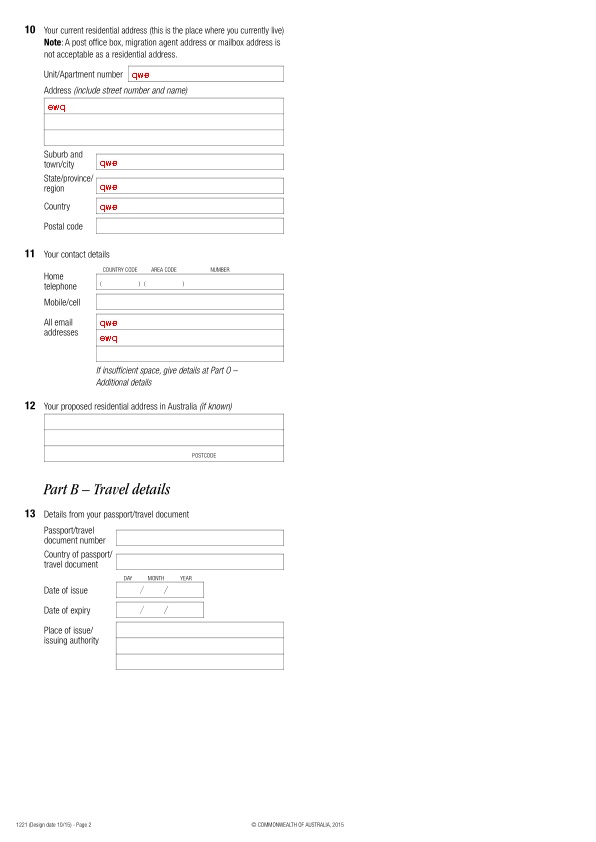 10 Your current residential address (this is the place where you currently live)
Note: A post office box, migration agent address or mailbox address is
not acceptable as a residential address.
Unit/Apartment number qwe
Address (include street number and name)
ewq
Suburb and
town/city qwe
State/province/
region qwe
Country qwe
Postal code
11 Your contact details
COUNTRY CODE AREA CODE NUMBER
Home
telephone ( ) ( )
Mobile/cell
All email
addresses
qwe
ewq
If insufficient space, give details at Part O –
Additional details
12 Your proposed residential address in Australia (if known)
POSTCODE
Part B – Travel details
13 Details from your passport/travel document
Passport/travel
document number
Country of passport/
travel document
DAY MONTH YEAR
Date of issue / /
Date of expiry / /
Place of issue/
issuing authority
1221 (Design date 10/15) - Page 2 © COMMONWEALTH OF AUSTRALIA, 2015